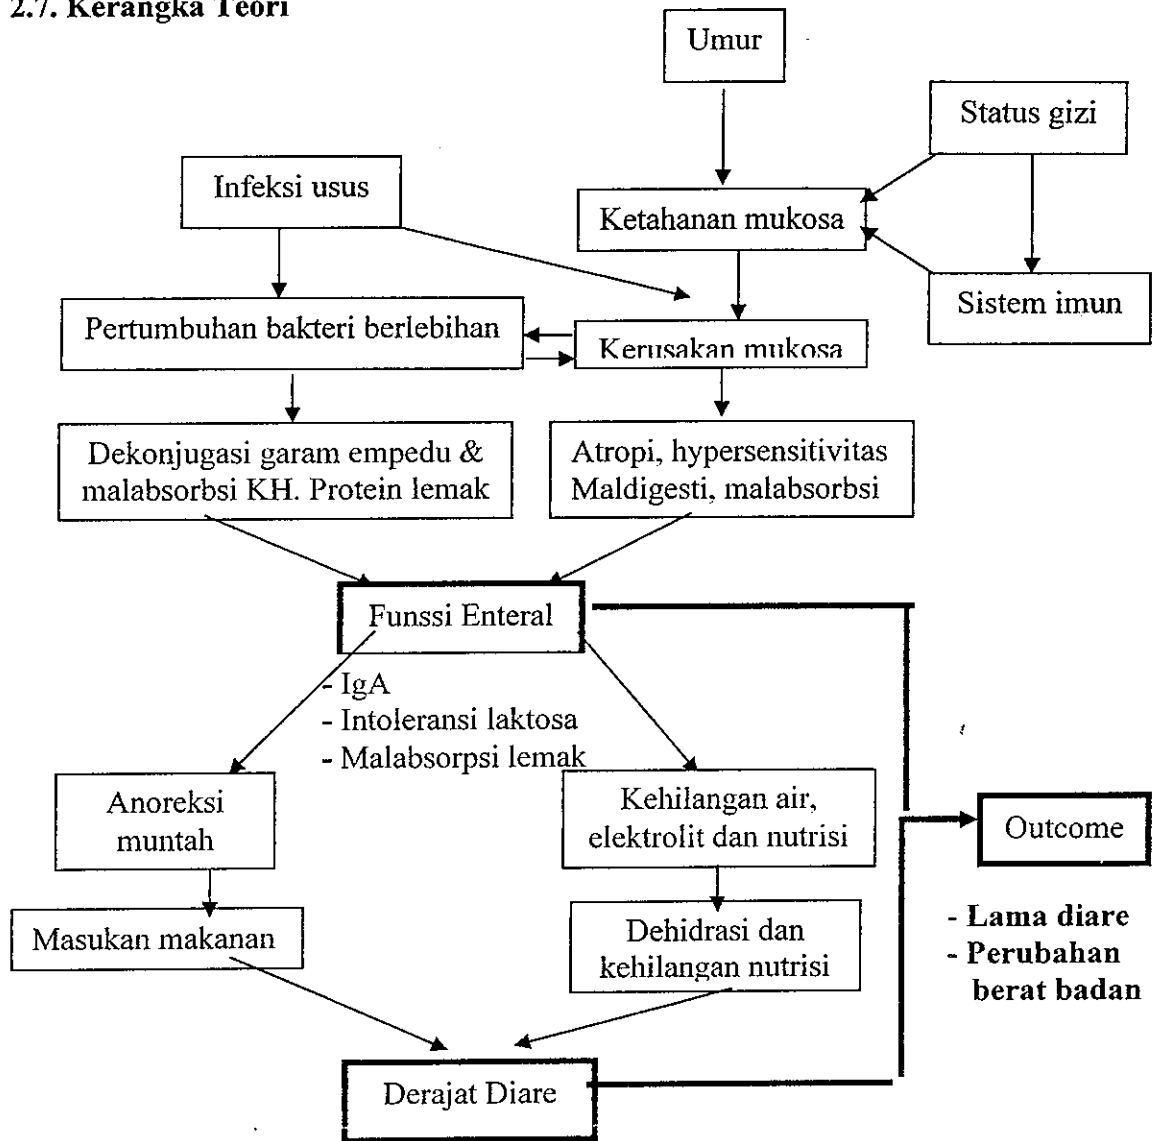 2.7. Kerangka Teori
Umur
Status gizi
Infeksi usus
Ketahanan mukosa
Sistem imun
Pertumbuhan bakteri berlebihan
Kerusakan mukosa
Dekonjugasi garam empedu &
malabsorbsi KH. Protein lemak
Atropi, hypersensitivitas
Maldigesti, malabsorbsi
Funssi Enteral
- IgA
- Intoleransi laktosa
- Malabsorpsi lemak
Anoreksi
muntah
Kehilangan air,
elektrolit dan nutrisi
Outcome
Masukan makanan
Dehidrasi dan
kehilangan nutrisi
- Lama diare
- Perubahan
berat badan
Derajat Diare